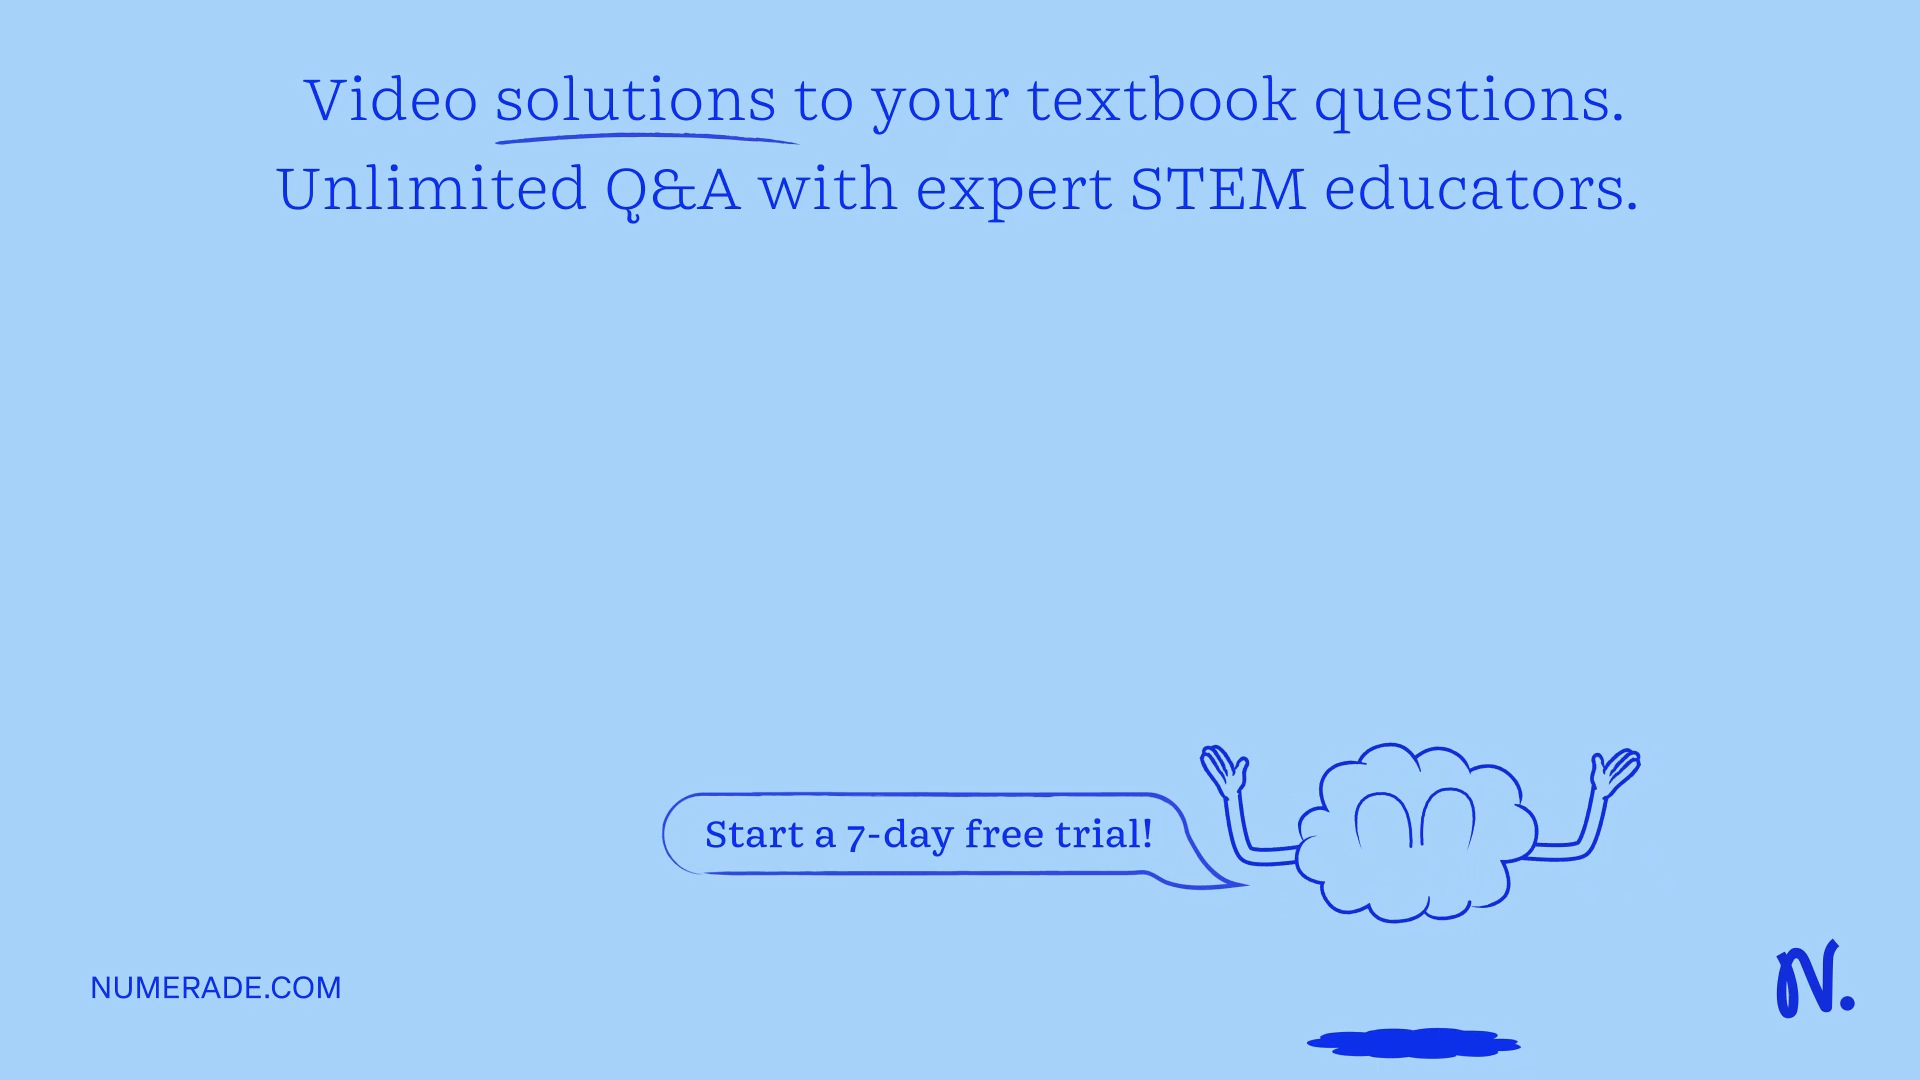 Video solutions to your textbook questions.
Unlimited Q&A with expert STEM educators.
Start a 7-day free trial!
NUMERADE.COM
N.